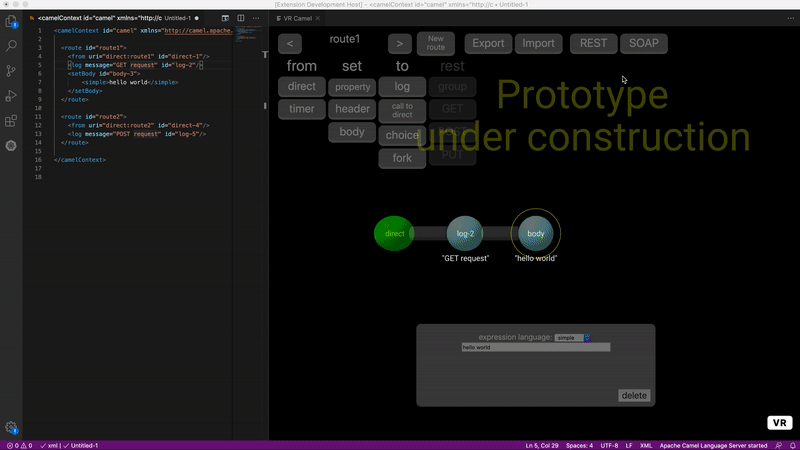 [Extension Development Host] - <camelContext id="camel" xmlns="http://c • Untitled-1
<camelContext id="camel" xmlns="http://c Untitled-1
VR Camel
1 <camelContext id="camel" xmlns="http://camel.apache.
2
3 <route id="route1">
4 <from uri="direct:route1" id="direct-1"/>
5 <log message="GET request" id="log-2"/>
6 <setBody id="body-3">
7 <simple>hello world</simple>
8 </setBody>
9 </route>
10
11 <route id="route2">
12 <from uri="direct:route2" id="direct-4"/>
13 <log message="POST request" id="log-5"/>
14 </route>
15
16 </camelContext>
17
18
< route1 > New route Export Import REST SOAP
from set to rest
direct property log group
timer header call to direct GET
body choice
fork PUT
Prototype
under construction
direct log-2 body
"GET request" "hello world"
expression language: simple
hello world
delete
VR
0 0 xml Untitled-1 Ln 5, Col 29 Spaces: 4 UTF-8 LF XML Apache Camel Language Server started